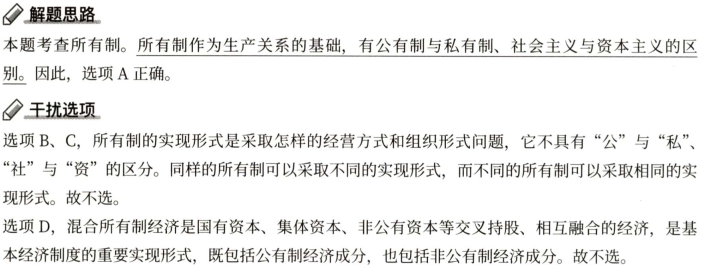 解题思路
本题考查所有制。所有制作为生产关系的基础，有公有制与私有制、社会主义与资本主义的区
别。因此，选项 A 正确。
干扰选项
选项 B、C，所有制的实现形式是采取怎样的经营方式和组织形式问题，它不具有“公”与“私”、
“社”与“资”的区分。同样的所有制可以采取不同的实现形式，而不同的所有制可以采取相同的实
现形式。故不选。
选项 D，混合所有制经济是国有资本、集体资本、非公有资本等交叉持股、相互融合的经济，是基
本经济制度的重要实现形式，既包括公有制经济成分，也包括非公有制经济成分。故不选。